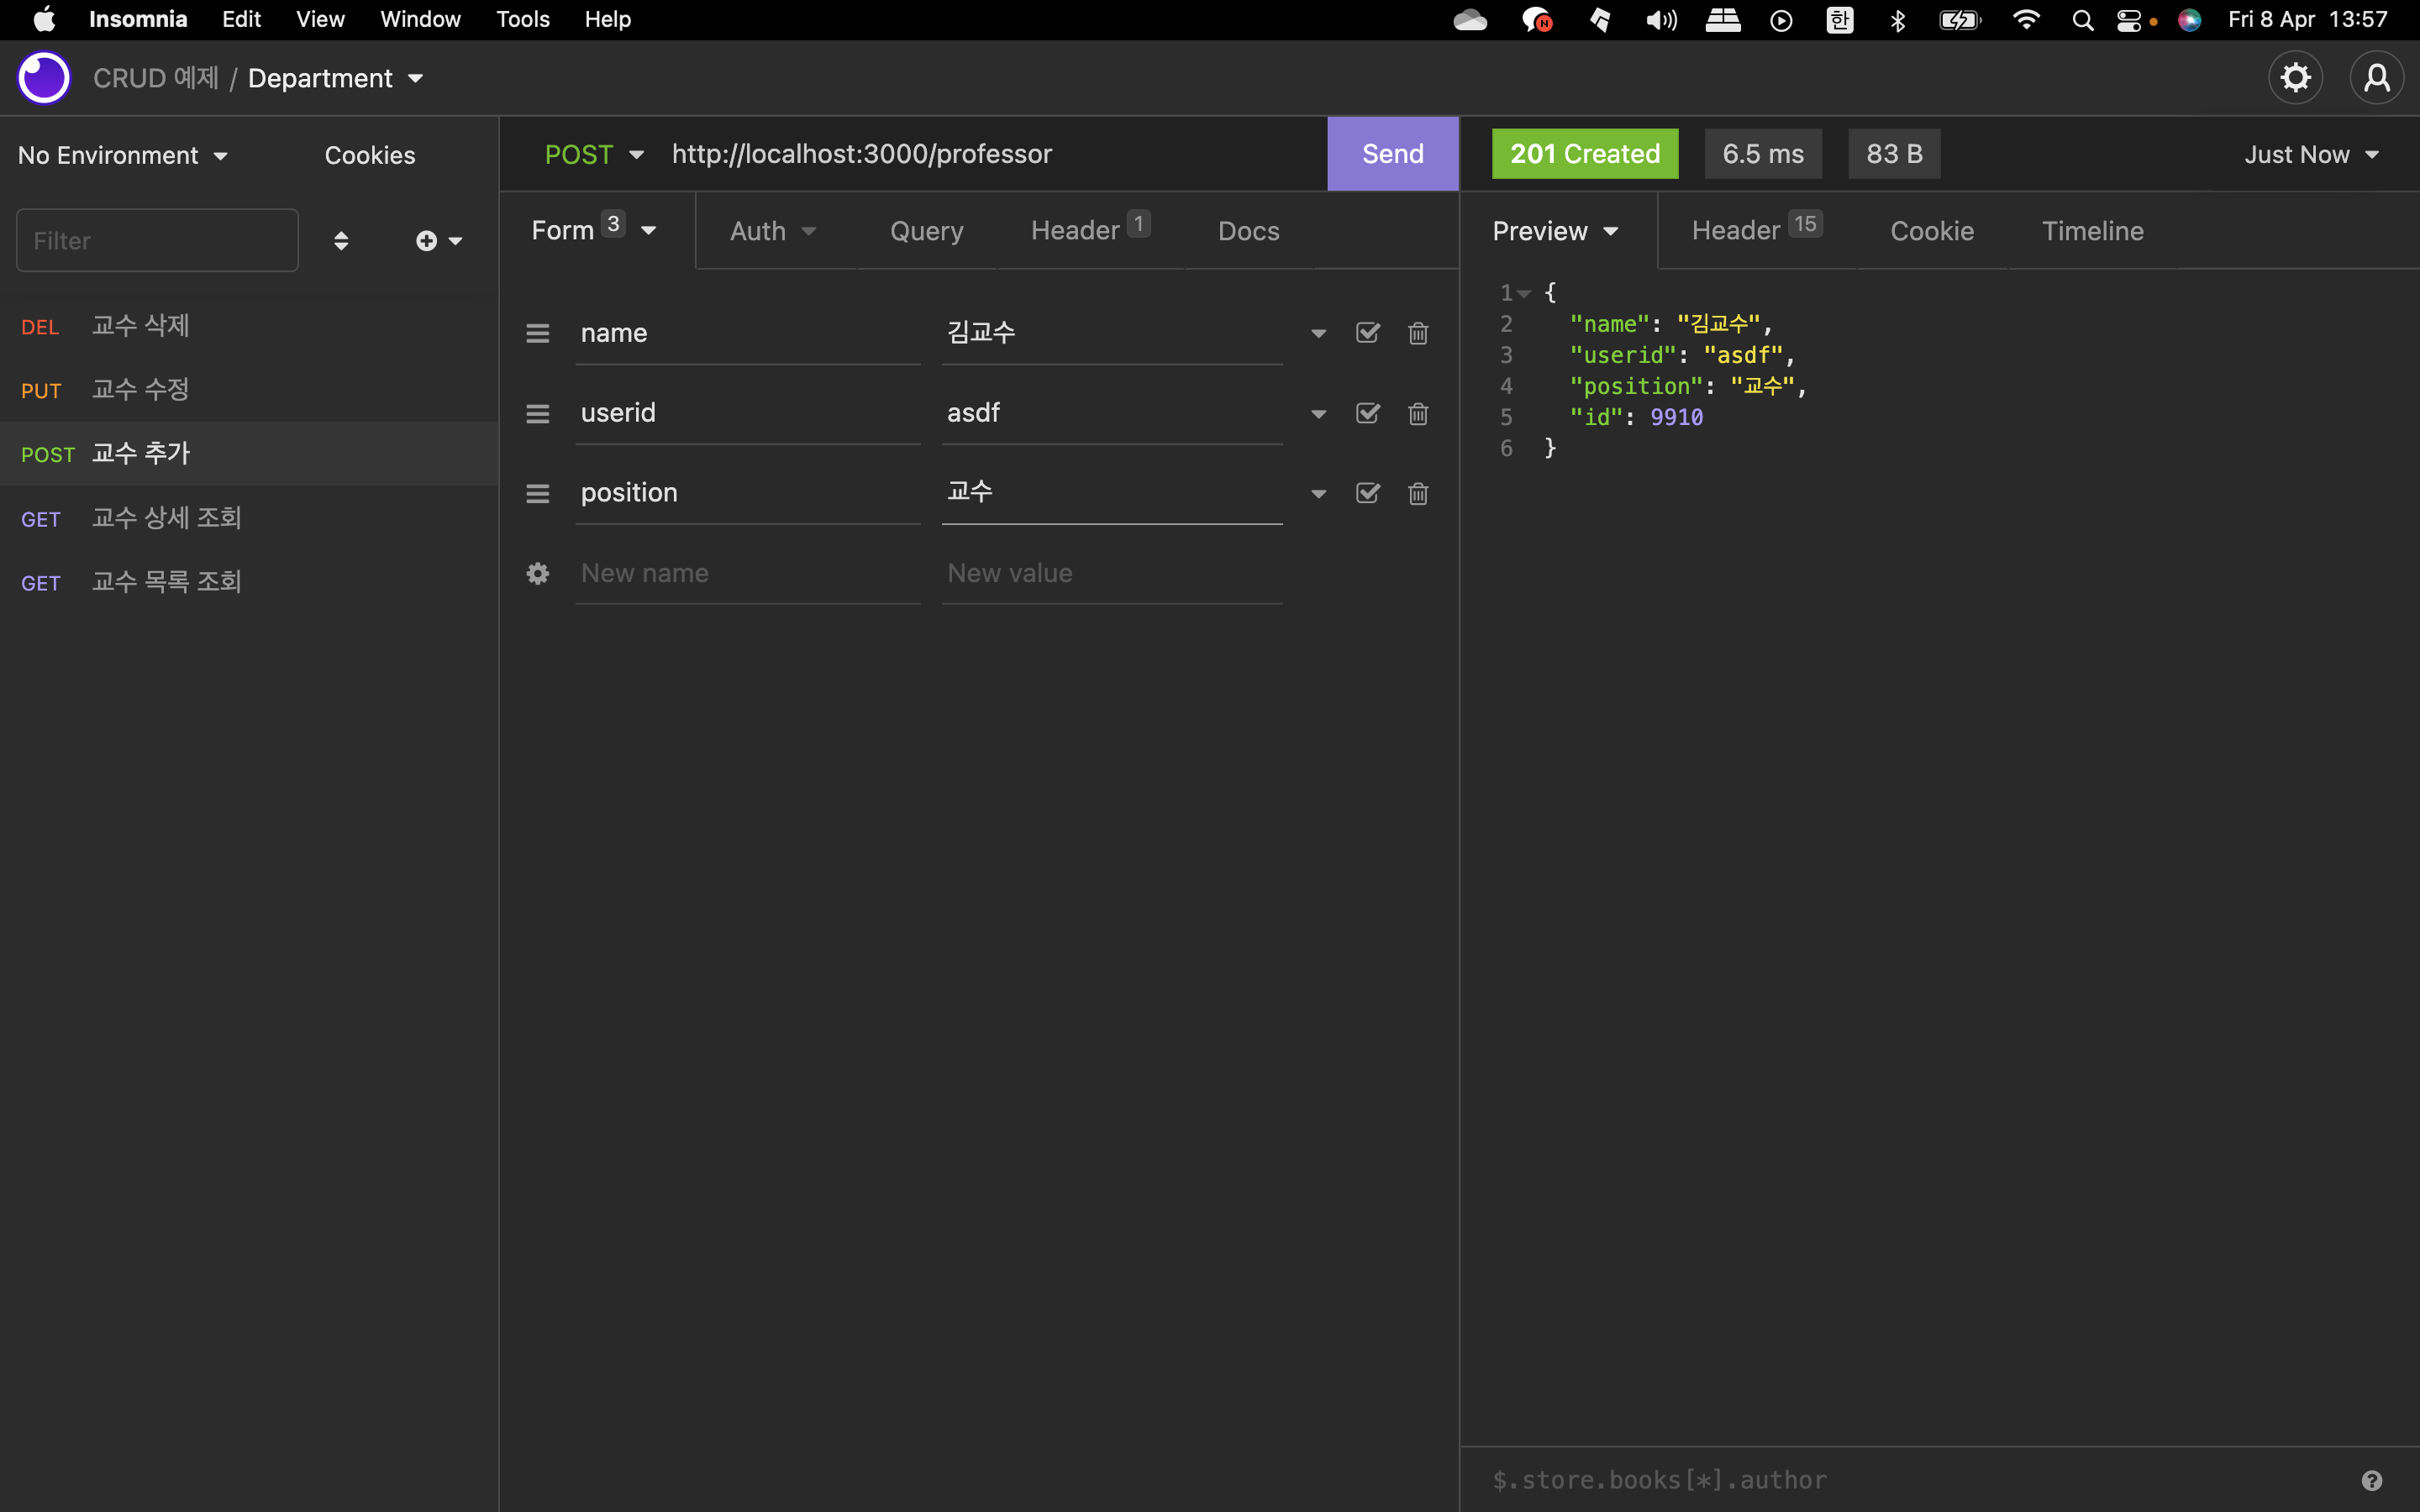 Insomnia Edit View Window Tools Help 한 Fri 8 Apr 13:57
CRUD 예제 / Department
No Environment Cookies
Filter
DEL 교수 삭제
PUT 교수 수정
POST 교수 추가
GET 교수 상세 조회
GET 교수 목록 조회
POST http://localhost:3000/professor Send
Form 3 Auth Query Header 1 Docs
name 김교수
userid asdf
position 교수
New name New value
201 Created 6.5 ms 83 B Just Now
Preview Header 15 Cookie Timeline
1 {
2 "name": "김교수",
3 "userid": "asdf",
4 "position": "교수",
5 "id": 9910
6 }
$.store.books[*].author